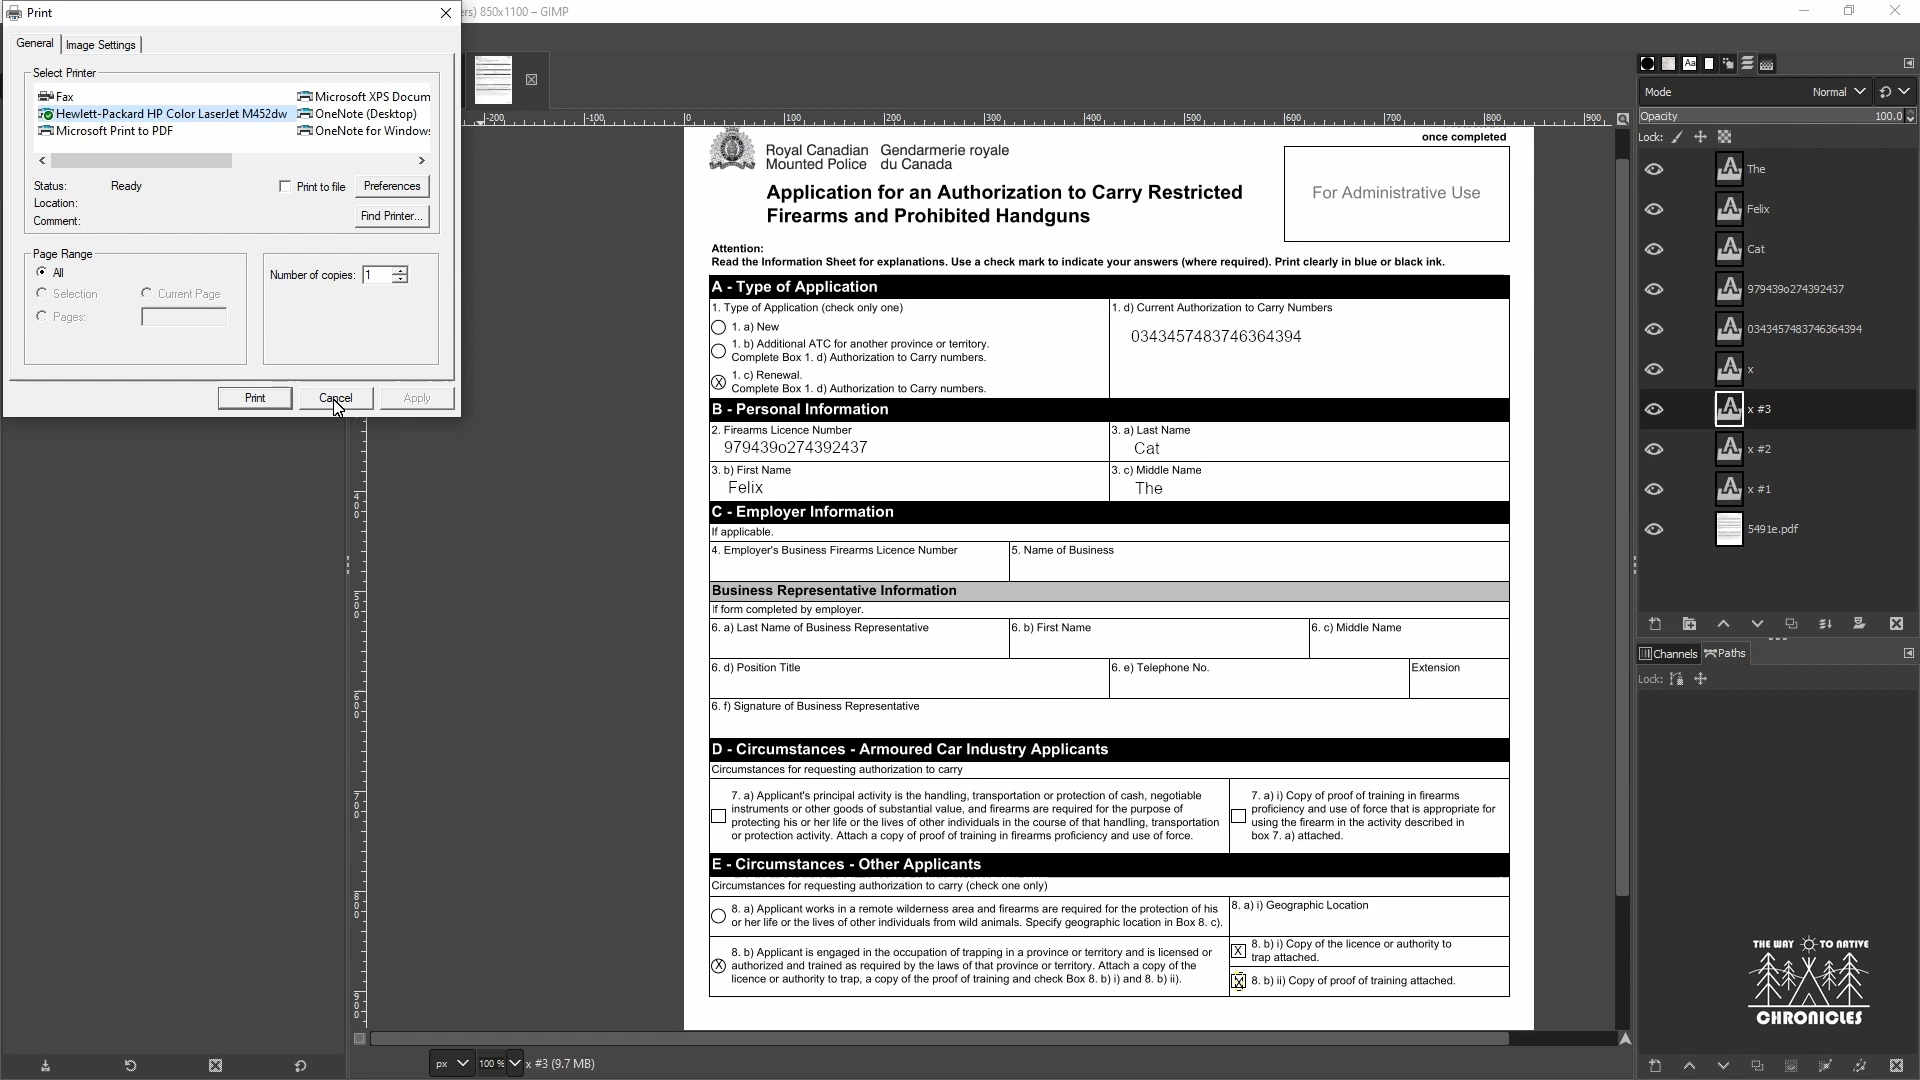 Print
ers) 850x1100 – GIMP
General
Image Settings
Select Printer
Fax
Microsoft XPS Docum
Hewlett-Packard HP Color LaserJet M452dw
OneNote (Desktop)
Microsoft Print to PDF
OneNote for Windows
Status:
Ready
Print to file
Preferences
Location:
Comment:
Find Printer...
Page Range
All
Selection
Current Page
Pages:
Number of copies:
1
Print
Cancel
Apply
-200
-100
0
100
200
300
400
500
600
700
800
900
400
500
600
700
800
900
once completed
Royal Canadian
Mounted Police
Gendarmerie royale
du Canada
Application for an Authorization to Carry Restricted
Firearms and Prohibited Handguns
For Administrative Use
Attention:
Read the Information Sheet for explanations. Use a check mark to indicate your answers (where required). Print clearly in blue or black ink.
A - Type of Application
1. Type of Application (check only one)
1. a) New
1. b) Additional ATC for another province or territory.
Complete Box 1. d) Authorization to Carry numbers.
X
1. c) Renewal.
Complete Box 1. d) Authorization to Carry numbers.
1. d) Current Authorization to Carry Numbers
0343457483746364394
B - Personal Information
2. Firearms Licence Number
979439o274392437
3. a) Last Name
Cat
3. b) First Name
Felix
3. c) Middle Name
The
C - Employer Information
If applicable.
4. Employer's Business Firearms Licence Number
5. Name of Business
Business Representative Information
If form completed by employer.
6. a) Last Name of Business Representative
6. b) First Name
6. c) Middle Name
6. d) Position Title
6. e) Telephone No.
Extension
6. f) Signature of Business Representative
D - Circumstances - Armoured Car Industry Applicants
Circumstances for requesting authorization to carry
7. a) Applicant's principal activity is the handling, transportation or protection of cash, negotiable
instruments or other goods of substantial value, and firearms are required for the purpose of
protecting his or her life or the lives of other individuals in the course of that handling, transportation
or protection activity. Attach a copy of proof of training in firearms proficiency and use of force.
7. a) i) Copy of proof of training in firearms
proficiency and use of force that is appropriate for
using the firearm in the activity described in
box 7. a) attached.
E - Circumstances - Other Applicants
Circumstances for requesting authorization to carry (check one only)
8. a) Applicant works in a remote wilderness area and firearms are required for the protection of his
or her life or the lives of other individuals from wild animals. Specify geographic location in Box 8. c).
8. a) i) Geographic Location
X
8. b) Applicant is engaged in the occupation of trapping in a province or territory and is licensed or
authorized and trained as required by the laws of that province or territory. Attach a copy of the
licence or authority to trap, a copy of the proof of training and check Box 8. b) i) and 8. b) ii).
X
8. b) i) Copy of the licence or authority to
trap attached.
X
8. b) ii) Copy of proof of training attached.
px
100 %
x #3 (9.7 MB)
Aa
Mode
Normal
Opacity
100.0
Lock:
A
The
A
Felix
A
Cat
A
979439o274392437
A
0343457483746364394
A
x
A
x #3
A
x #2
A
x #1
5491e.pdf
Channels
Paths
Lock:
THE WAY TO NATIVE
CHRONICLES